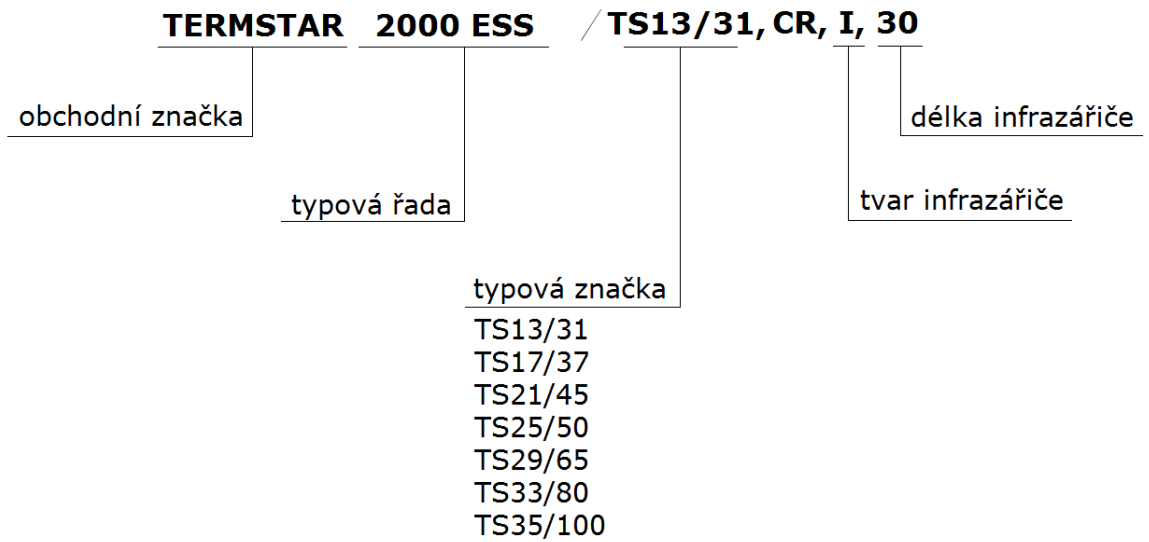 TERMSTAR 2000 ESS / TS13/31, CR, I, 30
obchodní značka
délka infrazářiče
typová řada
tvar infrazářiče
typová značka
TS13/31
TS17/37
TS21/45
TS25/50
TS29/65
TS33/80
TS35/100